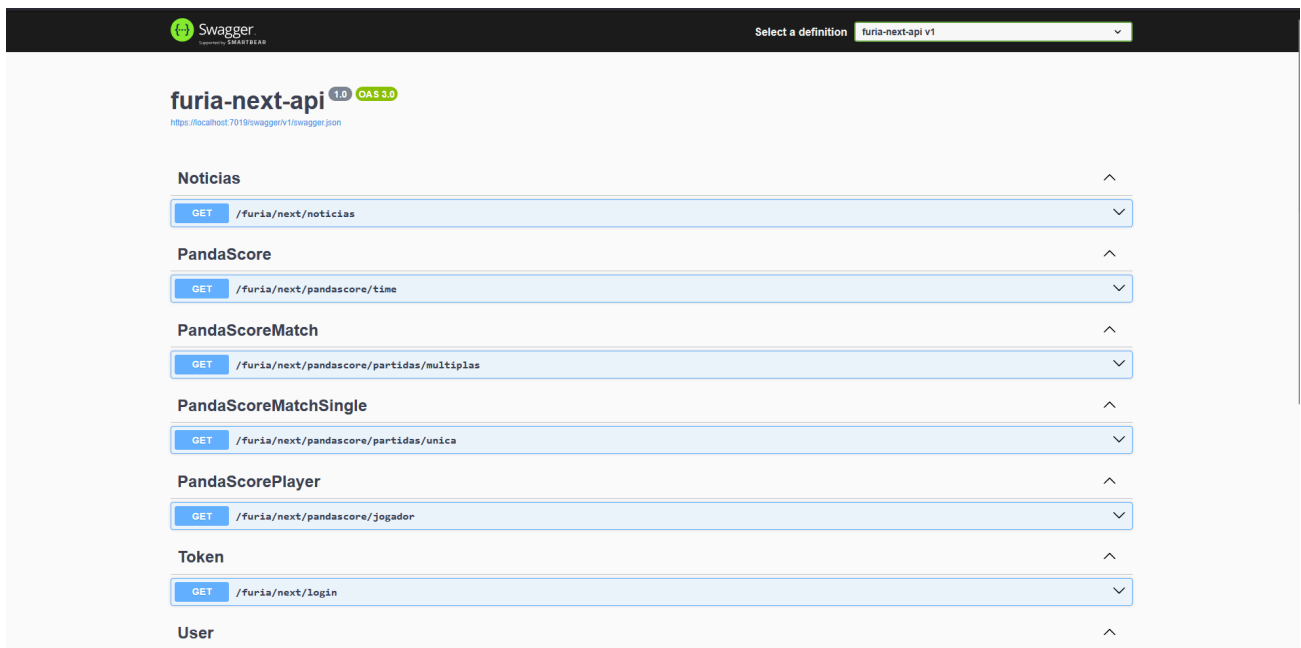 Swagger.
Supported by SMARTBEAR
Select a definition furia-next-api v1
furia-next-api 1.0 OAS 3.0
https://localhost:7019/swagger/v1/swagger.json
Noticias
GET /furia/next/noticias
PandaScore
GET /furia/next/pandascore/time
PandaScoreMatch
GET /furia/next/pandascore/partidas/multiplas
PandaScoreMatchSingle
GET /furia/next/pandascore/partidas/unica
PandaScorePlayer
GET /furia/next/pandascore/jogador
Token
GET /furia/next/login
User